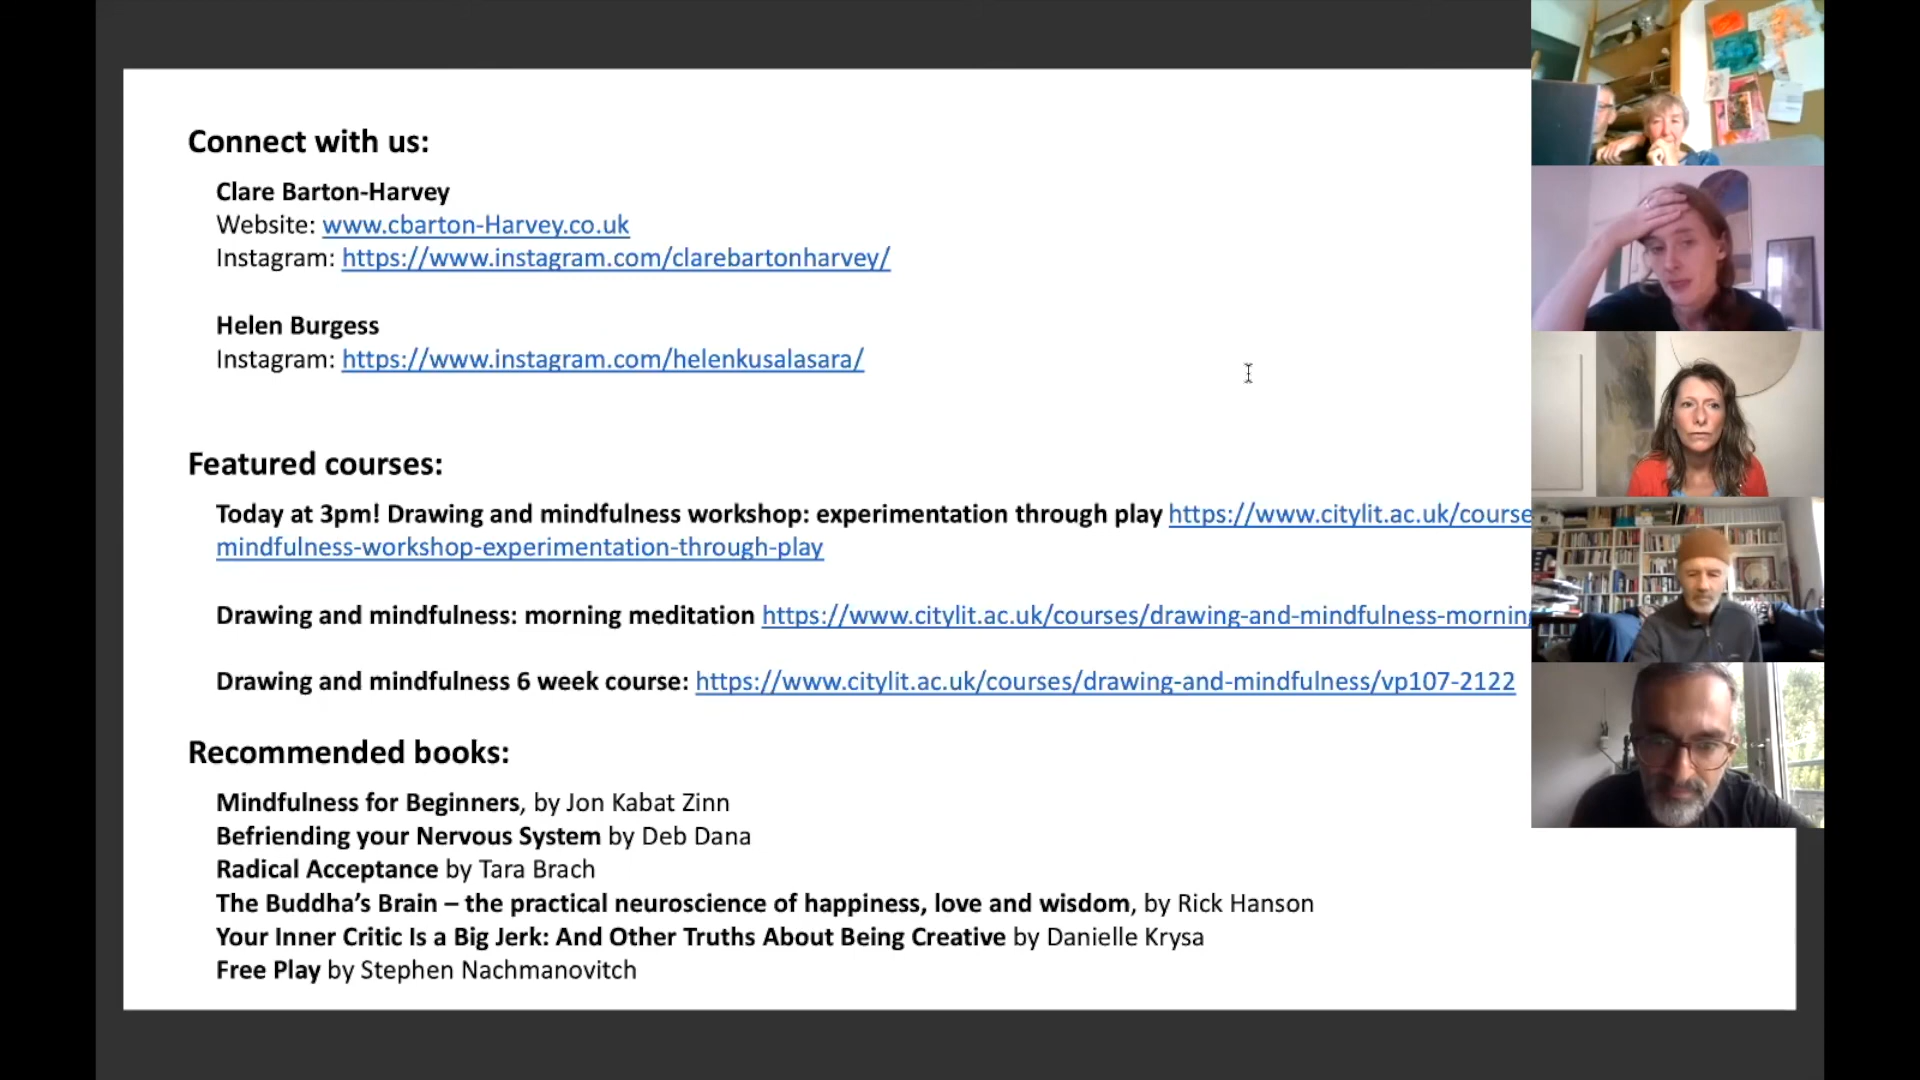 Connect with us:
Clare Barton-Harvey
Website: www.cbarton-Harvey.co.uk
Instagram: https://www.instagram.com/clarebartonharvey/
Helen Burgess
Instagram: https://www.instagram.com/helenkusalasara/
Featured courses:
Today at 3pm! Drawing and mindfulness workshop: experimentation through play https://www.citylit.ac.uk/course
mindfulness-workshop-experimentation-through-play
Drawing and mindfulness: morning meditation https://www.citylit.ac.uk/courses/drawing-and-mindfulness-morning
Drawing and mindfulness 6 week course: https://www.citylit.ac.uk/courses/drawing-and-mindfulness/vp107-2122
Recommended books:
Mindfulness for Beginners, by Jon Kabat Zinn
Befriending your Nervous System by Deb Dana
Radical Acceptance by Tara Brach
The Buddha’s Brain – the practical neuroscience of happiness, love and wisdom, by Rick Hanson
Your Inner Critic Is a Big Jerk: And Other Truths About Being Creative by Danielle Krysa
Free Play by Stephen Nachmanovitch